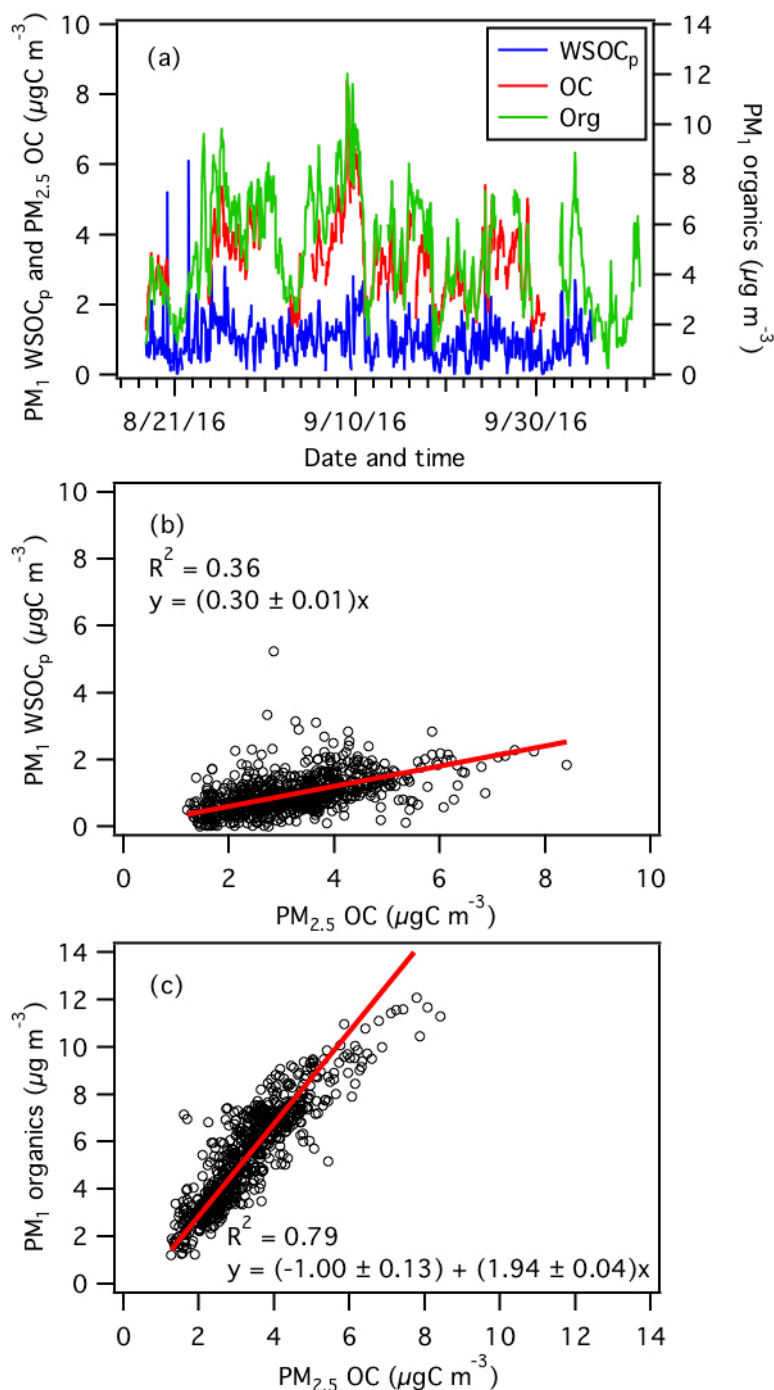 (a)
WSOCp
OC
Org
PM1 WSOCp and PM2.5 OC (µgC m-3)
10
8
6
4
2
0
PM1 organics (µg m-3)
14
12
10
8
6
4
2
0
8/21/16 9/10/16 9/30/16
Date and time
(b)
R2 = 0.36
y = (0.30 ± 0.01)x
PM1 WSOCp (µgC m-3)
10
8
6
4
2
0
0 2 4 6 8 10
PM2.5 OC (µgC m-3)
(c)
PM1 organics (µg m-3)
14
12
10
8
6
4
2
0
R2 = 0.79
y = (-1.00 ± 0.13) + (1.94 ± 0.04)x
0 2 4 6 8 10 12 14
PM2.5 OC (µgC m-3)